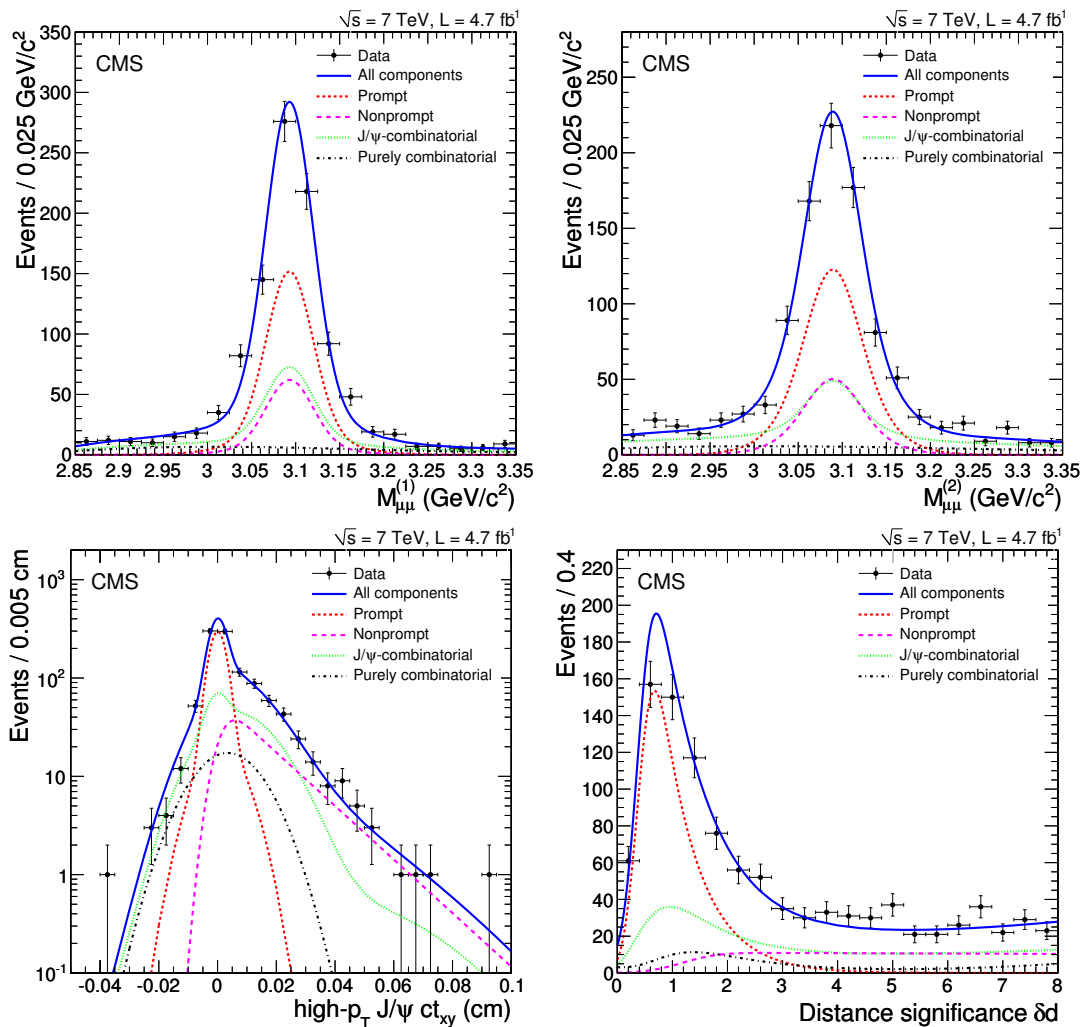 √s = 7 TeV, L = 4.7 fb⁻¹
CMS
Data
All components
Prompt
Nonprompt
J/ψ-combinatorial
Purely combinatorial
Events / 0.025 GeV/c²
350
300
250
200
150
100
50
0
2.85 2.9 2.95 3 3.05 3.1 3.15 3.2 3.25 3.3 3.35
M_μμ^(1) (GeV/c²)
√s = 7 TeV, L = 4.7 fb⁻¹
CMS
Data
All components
Prompt
Nonprompt
J/ψ-combinatorial
Purely combinatorial
Events / 0.025 GeV/c²
250
200
150
100
50
0
2.85 2.9 2.95 3 3.05 3.1 3.15 3.2 3.25 3.3 3.35
M_μμ^(2) (GeV/c²)
√s = 7 TeV, L = 4.7 fb⁻¹
CMS
Data
All components
Prompt
Nonprompt
J/ψ-combinatorial
Purely combinatorial
Events / 0.005 cm
10³
10²
10
1
10⁻¹
-0.04 -0.02 0 0.02 0.04 0.06 0.08 0.1
high-p_T J/ψ ct_xy (cm)
√s = 7 TeV, L = 4.7 fb⁻¹
CMS
Data
All components
Prompt
Nonprompt
J/ψ-combinatorial
Purely combinatorial
Events / 0.4
220
200
180
160
140
120
100
80
60
40
20
0
0 1 2 3 4 5 6 7 8
Distance significance δd